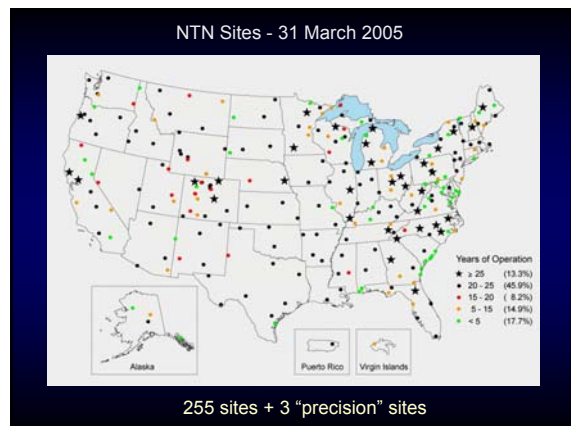 NTN Sites - 31 March 2005
Years of Operation
★ ≥ 25 (13.3%)
• 20 - 25 (45.9%)
• 15 - 20 ( 8.2%)
• 5 - 15 (14.9%)
• < 5 (17.7%)
Alaska
Puerto Rico
Virgin Islands
255 sites + 3 “precision” sites